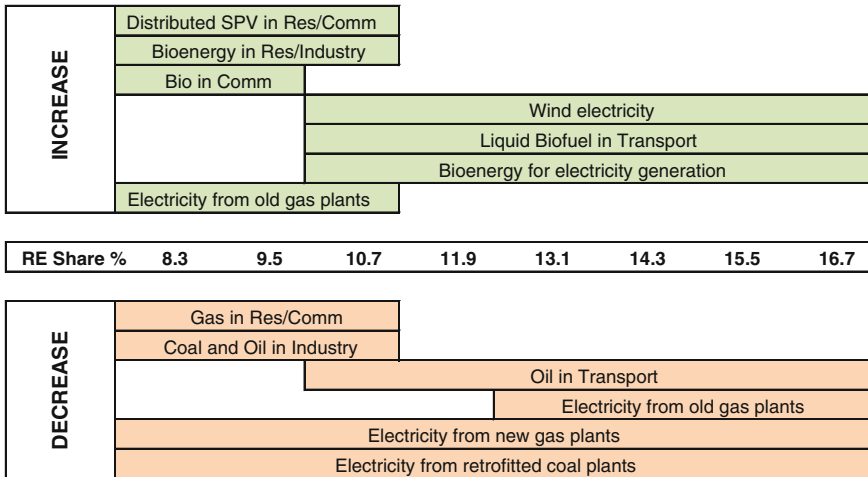 INCREASE
Distributed SPV in Res/Comm
Bioenergy in Res/Industry
Bio in Comm
Wind electricity
Liquid Biofuel in Transport
Bioenergy for electricity generation
Electricity from old gas plants
RE Share % 8.3 9.5 10.7 11.9 13.1 14.3 15.5 16.7
DECREASE
Gas in Res/Comm
Coal and Oil in Industry
Oil in Transport
Electricity from old gas plants
Electricity from new gas plants
Electricity from retrofitted coal plants